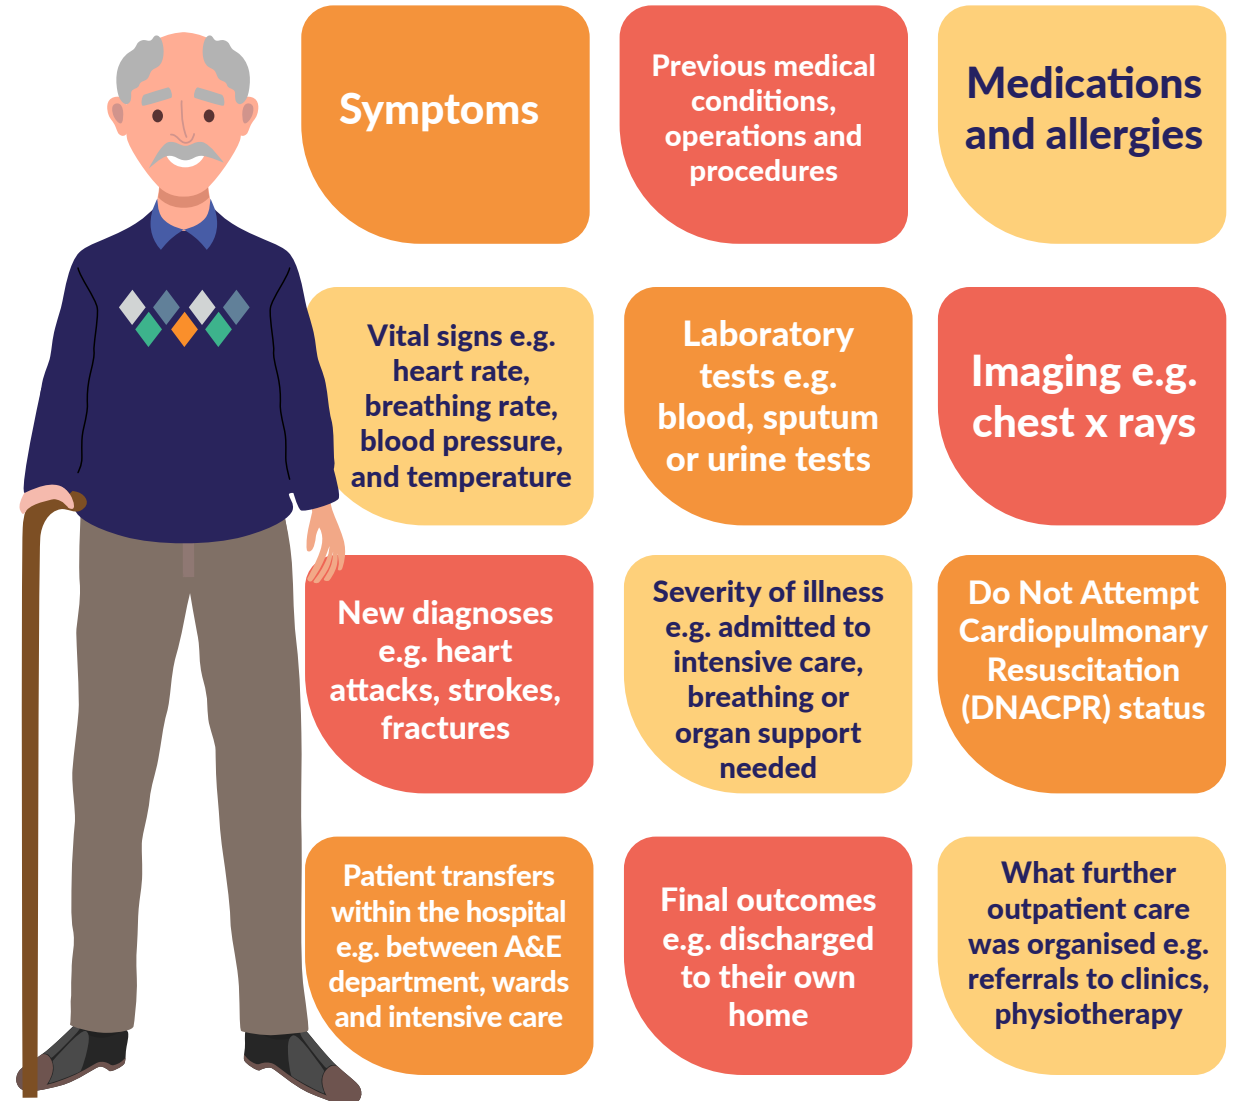 Symptoms
Previous medical
conditions,
operations and
procedures
Medications
and allergies
Vital signs e.g.
heart rate,
breathing rate,
blood pressure,
and temperature
Laboratory
tests e.g.
blood, sputum
or urine tests
Imaging e.g.
chest x rays
New diagnoses
e.g. heart
attacks, strokes,
fractures
Severity of illness
e.g. admitted to
intensive care,
breathing or
organ support
needed
Do Not Attempt
Cardiopulmonary
Resuscitation
(DNACPR) status
Patient transfers
within the hospital
e.g. between A&E
department, wards
and intensive care
Final outcomes
e.g. discharged
to their own
home
What further
outpatient care
was organised e.g.
referrals to clinics,
physiotherapy